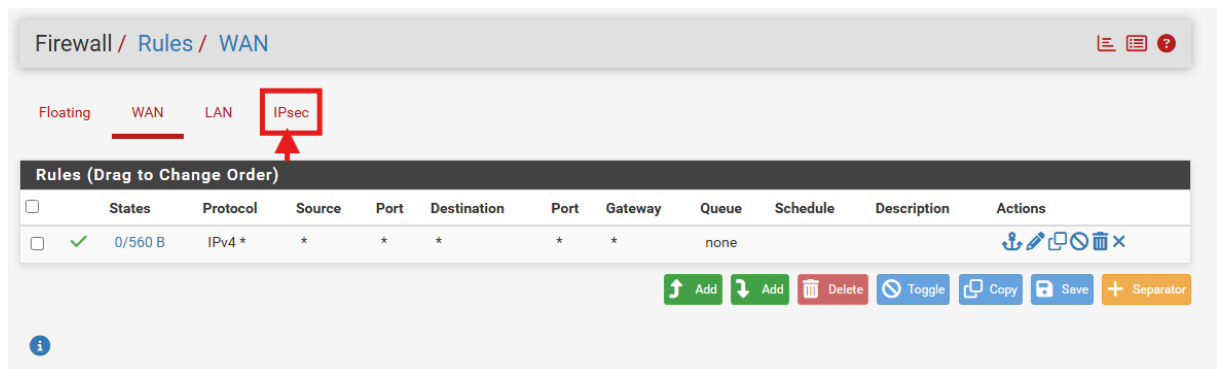 Firewall / Rules / WAN
Floating WAN LAN IPsec
Rules (Drag to Change Order)
States Protocol Source Port Destination Port Gateway Queue Schedule Description Actions
0/560 B IPv4 * * * * * * none
Add Add Delete Toggle Copy Save Separator